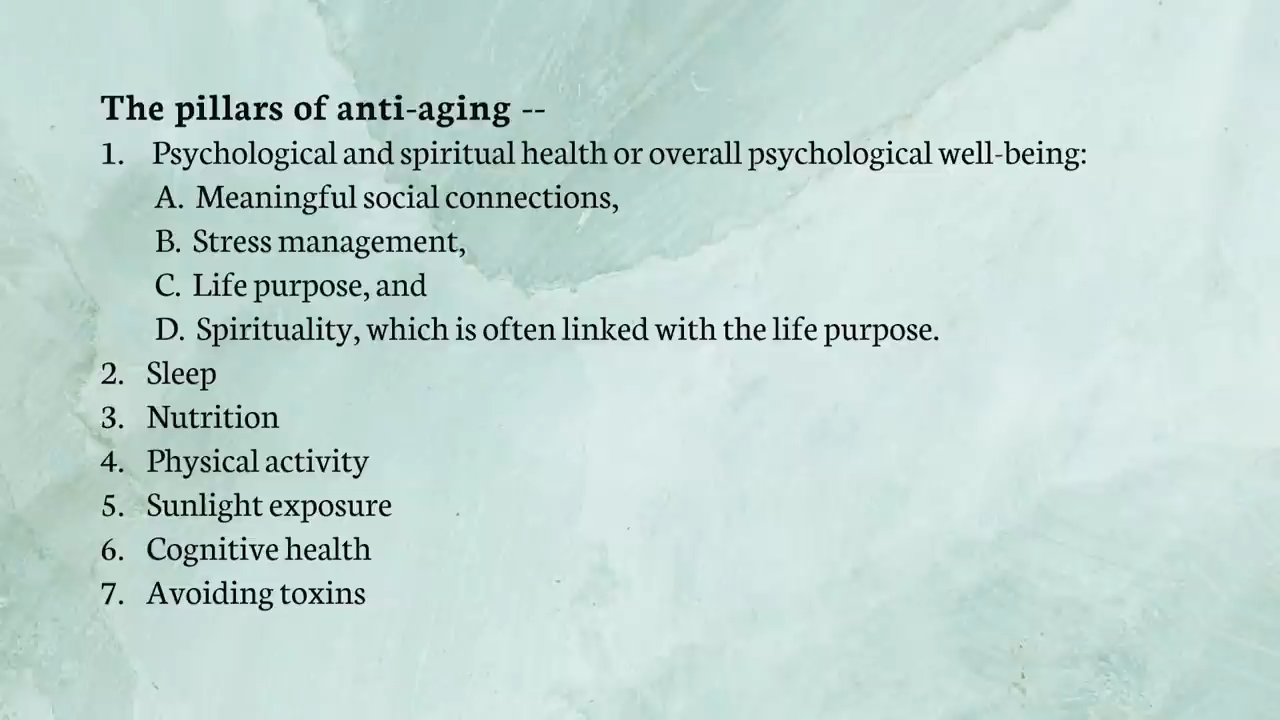 The pillars of anti-aging --
1. Psychological and spiritual health or overall psychological well-being:
A. Meaningful social connections,
B. Stress management,
C. Life purpose, and
D. Spirituality, which is often linked with the life purpose.
2. Sleep
3. Nutrition
4. Physical activity
5. Sunlight exposure
6. Cognitive health
7. Avoiding toxins